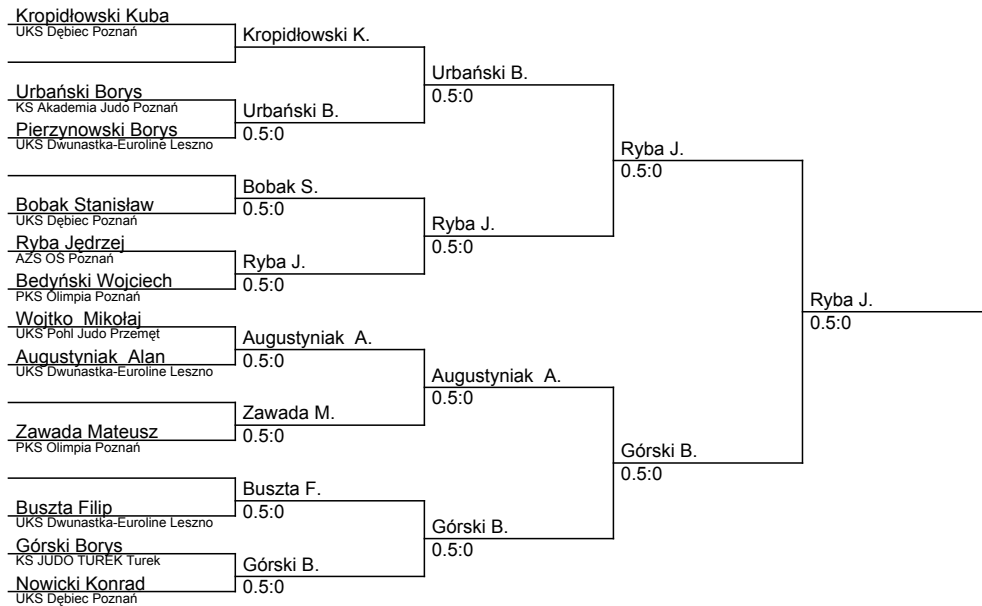 Kropidłowski Kuba
UKS Dębiec Poznań
Urbański Borys
KS Akademia Judo Poznań
Pierzynowski Borys
UKS Dwunastka-Euroline Leszno
Bobak Stanisław
UKS Dębiec Poznań
Ryba Jędrzej
AZS OŚ Poznań
Bedyński Wojciech
PKS Olimpia Poznań
Wojtko Mikołaj
UKS Pohl Judo Przemęt
Augustyniak Alan
UKS Dwunastka-Euroline Leszno
Zawada Mateusz
PKS Olimpia Poznań
Buszta Filip
UKS Dwunastka-Euroline Leszno
Górski Borys
KS JUDO TUREK Turek
Nowicki Konrad
UKS Dębiec Poznań
Kropidłowski K.
Urbański B.
0.5:0
Bobak S.
0.5:0
Ryba J.
0.5:0
Augustyniak A.
0.5:0
Zawada M.
0.5:0
Buszta F.
0.5:0
Górski B.
0.5:0
Urbański B.
0.5:0
Ryba J.
0.5:0
Augustyniak A.
0.5:0
Górski B.
0.5:0
Ryba J.
0.5:0
Górski B.
0.5:0
Ryba J.
0.5:0